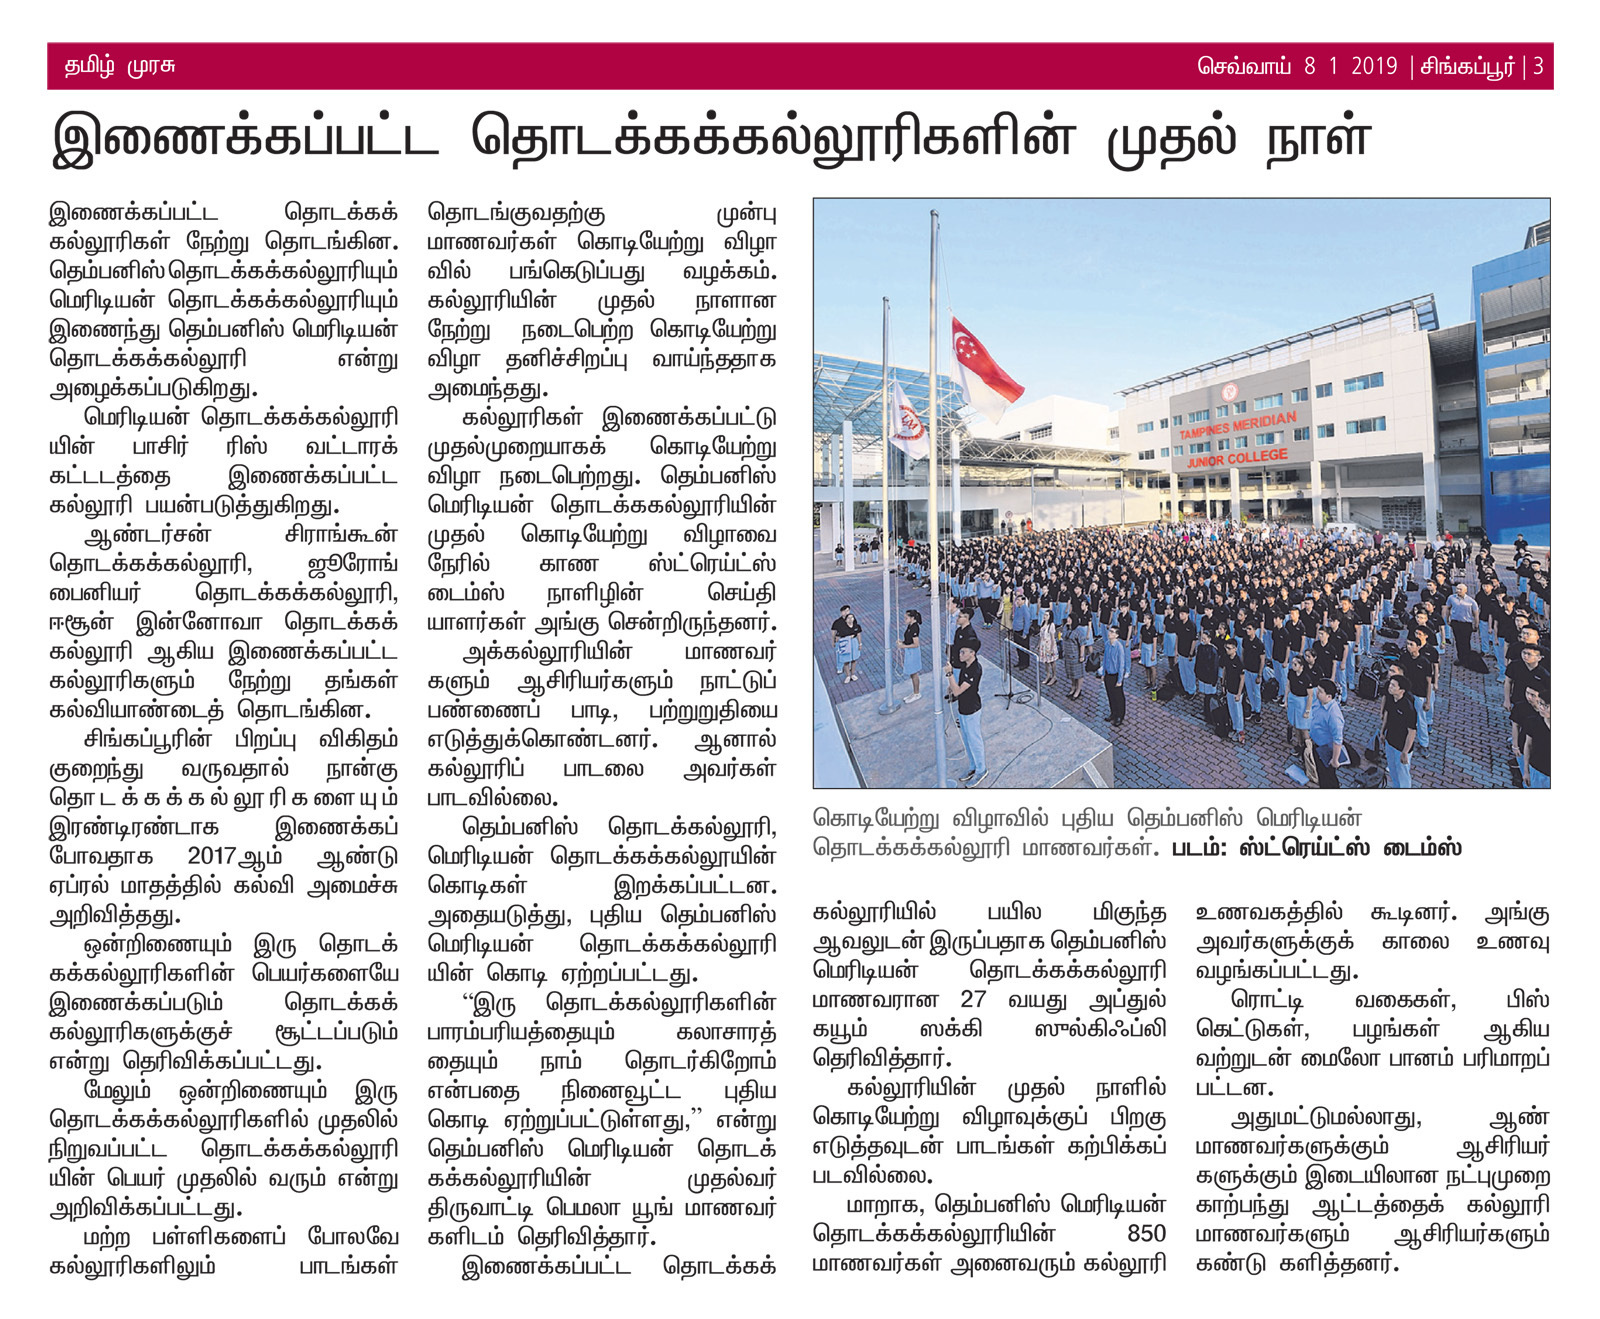 தமிழ் முரசு
செவ்வாய் 8 1 2019 | சிங்கப்பூர் | 3
இணைக்கப்பட்ட தொடக்கக்கல்லூரிகளின் முதல் நாள்
இணைக்கப்பட்ட தொடக்கக்
கல்லூரிகள் நேற்று தொடங்கின.
தெம்பனிஸ் தொடக்கக்கல்லூரியும்
மெரிடியன் தொடக்கக்கல்லூரியும்
இணைந்து தெம்பனிஸ் மெரிடியன்
தொடக்கக்கல்லூரி என்று
அழைக்கப்படுகிறது.
மெரிடியன் தொடக்கக்கல்லூரி
யின் பாசிர் ரிஸ் வட்டாரக்
கட்டடத்தை இணைக்கப்பட்ட
கல்லூரி பயன்படுத்துகிறது.
ஆண்டர்சன் சிராங்கூன்
தொடக்கக்கல்லூரி, ஜூரோங்
பைனியர் தொடக்கக்கல்லூரி,
ஈசூன் இன்னோவா தொடக்கக்
கல்லூரி ஆகிய இணைக்கப்பட்ட
கல்லூரிகளும் நேற்று தங்கள்
கல்வியாண்டைத் தொடங்கின.
சிங்கப்பூரின் பிறப்பு விகிதம்
குறைந்து வருவதால் நான்கு
தொடக்கக்கல்லூரிகளையும்
இரண்டிரண்டாக இணைக்கப்
போவதாக 2017ஆம் ஆண்டு
ஏப்ரல் மாதத்தில் கல்வி அமைச்சு
அறிவித்தது.
ஒன்றிணையும் இரு தொடக்
கக்கல்லூரிகளின் பெயர்களையே
இணைக்கப்படும் தொடக்கக்
கல்லூரிகளுக்குச் சூட்டப்படும்
என்று தெரிவிக்கப்பட்டது.
மேலும் ஒன்றிணையும் இரு
தொடக்கக்கல்லூரிகளில் முதலில்
நிறுவப்பட்ட தொடக்கக்கல்லூரி
யின் பெயர் முதலில் வரும் என்று
அறிவிக்கப்பட்டது.
மற்ற பள்ளிகளைப் போலவே
கல்லூரிகளிலும் பாடங்கள்
தொடங்குவதற்கு முன்பு
மாணவர்கள் கொடியேற்று விழா
வில் பங்கெடுப்பது வழக்கம்.
கல்லூரியின் முதல் நாளான
நேற்று நடைபெற்ற கொடியேற்று
விழா தனிச்சிறப்பு வாய்ந்ததாக
அமைந்தது.
கல்லூரிகள் இணைக்கப்பட்டு
முதல்முறையாகக் கொடியேற்று
விழா நடைபெற்றது. தெம்பனிஸ்
மெரிடியன் தொடக்ககல்லூரியின்
முதல் கொடியேற்று விழாவை
நேரில் காண ஸ்ட்ரெய்ட்ஸ்
டைம்ஸ் நாளிழின் செய்தி
யாளர்கள் அங்கு சென்றிருந்தனர்.
அக்கல்லூரியின் மாணவர்
களும் ஆசிரியர்களும் நாட்டுப்
பண்ணைப் பாடி, பற்றுறுதியை
எடுத்துக்கொண்டனர். ஆனால்
கல்லூரிப் பாடலை அவர்கள்
பாடவில்லை.
தெம்பனிஸ் தொடக்கல்லூரி,
மெரிடியன் தொடக்கக்கல்லூயின்
கொடிகள் இறக்கப்பட்டன.
அதையடுத்து, புதிய தெம்பனிஸ்
மெரிடியன் தொடக்கக்கல்லூரி
யின் கொடி ஏற்றப்பட்டது.
“இரு தொடக்கல்லூரிகளின்
பாரம்பரியத்தையும் கலாசாரத்
தையும் நாம் தொடர்கிறோம்
என்பதை நினைவூட்ட புதிய
கொடி ஏற்றுப்பட்டுள்ளது,” என்று
தெம்பனிஸ் மெரிடியன் தொடக்
கக்கல்லூரியின் முதல்வர்
திருவாட்டி பெமலா யூங் மாணவர்
களிடம் தெரிவித்தார்.
இணைக்கப்பட்ட தொடக்கக்
TAMPINES MERIDIAN
JUNIOR COLLEGE
கொடியேற்று விழாவில் புதிய தெம்பனிஸ் மெரிடியன்
தொடக்கக்கல்லூரி மாணவர்கள். படம்: ஸ்ட்ரெய்ட்ஸ் டைம்ஸ்
கல்லூரியில் பயில மிகுந்த
ஆவலுடன் இருப்பதாக தெம்பனிஸ்
மெரிடியன் தொடக்கக்கல்லூரி
மாணவரான 27 வயது அப்துல்
கயூம் ஸக்கி ஸுல்கிஃப்லி
தெரிவித்தார்.
கல்லூரியின் முதல் நாளில்
கொடியேற்று விழாவுக்குப் பிறகு
எடுத்தவுடன் பாடங்கள் கற்பிக்கப்
படவில்லை.
மாறாக, தெம்பனிஸ் மெரிடியன்
தொடக்கக்கல்லூரியின் 850
மாணவர்கள் அனைவரும் கல்லூரி
உணவகத்தில் கூடினர். அங்கு
அவர்களுக்குக் காலை உணவு
வழங்கப்பட்டது.
ரொட்டி வகைகள், பிஸ்
கெட்டுகள், பழங்கள் ஆகிய
வற்றுடன் மைலோ பானம் பரிமாறப்
பட்டன.
அதுமட்டுமல்லாது, ஆண்
மாணவர்களுக்கும் ஆசிரியர்
களுக்கும் இடையிலான நட்புமுறை
காற்பந்து ஆட்டத்தைக் கல்லூரி
மாணவர்களும் ஆசிரியர்களும்
கண்டு களித்தனர்.